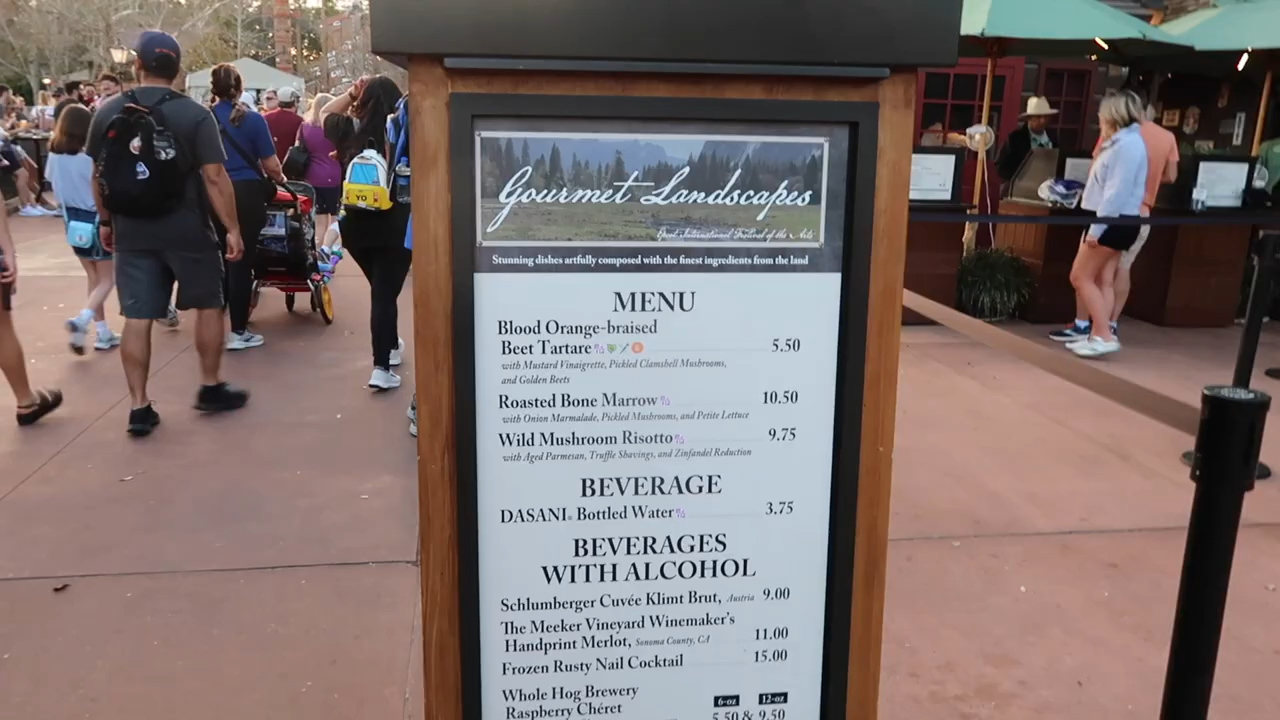 Gourmet Landscapes
Epcot International Festival of the Arts
Stunning dishes artfully composed with the finest ingredients from the land
MENU
Blood Orange-braised
Beet Tartare 5.50
with Mustard Vinaigrette, Pickled Clamshell Mushrooms,
and Golden Beets
Roasted Bone Marrow 10.50
with Onion Marmalade, Pickled Mushrooms, and Petite Lettuce
Wild Mushroom Risotto 9.75
with Aged Parmesan, Truffle Shavings, and Zinfandel Reduction
BEVERAGE
DASANI® Bottled Water 3.75
BEVERAGES
WITH ALCOHOL
Schlumberger Cuvée Klimt Brut, Austria 9.00
The Meeker Vineyard Winemaker's
Handprint Merlot, Sonoma County, CA 11.00
Frozen Rusty Nail Cocktail 15.00
Whole Hog Brewery 6-oz 12-oz
Raspberry Chéret 5.50 & 9.50
YO